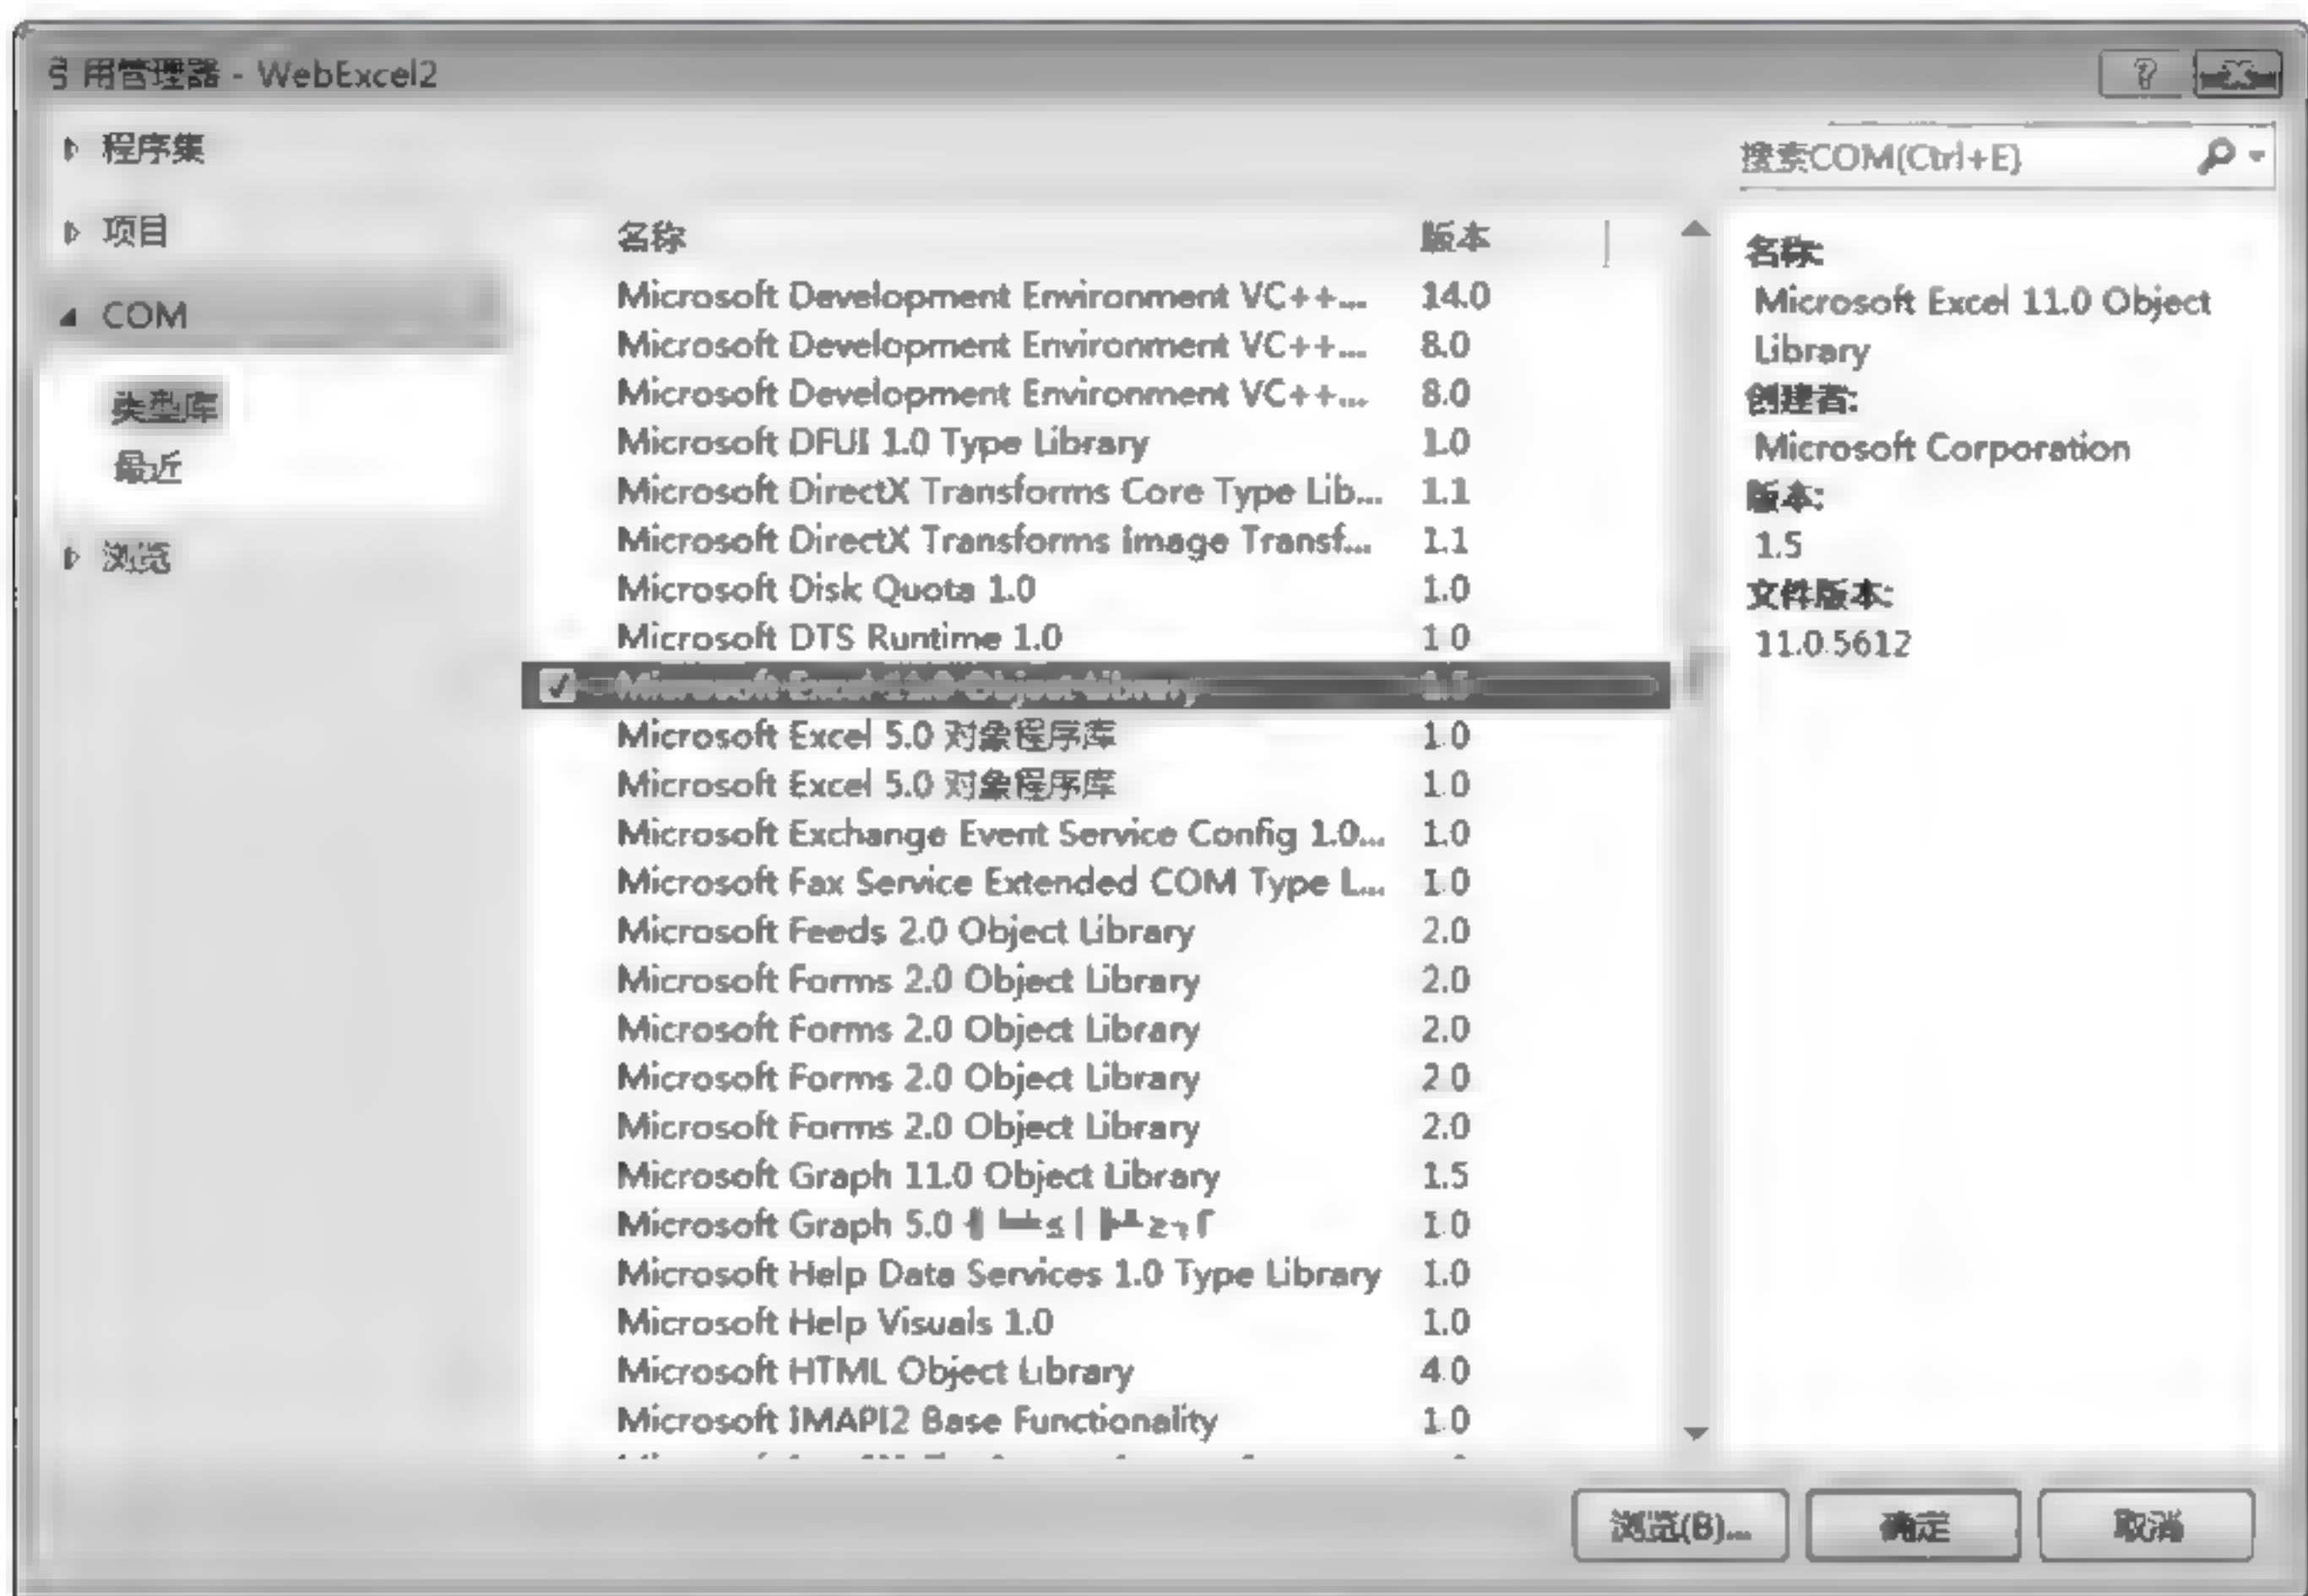 用管理器 - WebExcel2
程序集
项目
COM
类型库
最近
浏览
名称 版本
Microsoft Development Environment VC++... 14.0
Microsoft Development Environment VC++... 8.0
Microsoft Development Environment VC++... 8.0
Microsoft DFUI 1.0 Type Library 1.0
Microsoft DirectX Transforms Core Type Lib... 1.1
Microsoft DirectX Transforms Image Transf... 1.1
Microsoft Disk Quota 1.0 1.0
Microsoft DTS Runtime 1.0 1.0
Microsoft Excel 11.0 Object Library 1.5
Microsoft Excel 5.0 对象程序库 1.0
Microsoft Excel 5.0 对象程序库 1.0
Microsoft Exchange Event Service Config 1.0... 1.0
Microsoft Fax Service Extended COM Type L... 1.0
Microsoft Feeds 2.0 Object Library 2.0
Microsoft Forms 2.0 Object Library 2.0
Microsoft Forms 2.0 Object Library 2.0
Microsoft Forms 2.0 Object Library 2.0
Microsoft Forms 2.0 Object Library 2.0
Microsoft Graph 11.0 Object Library 1.5
Microsoft Graph 5.0 1.0
Microsoft Help Data Services 1.0 Type Library 1.0
Microsoft Help Visuals 1.0 1.0
Microsoft HTML Object Library 4.0
Microsoft IMAPI2 Base Functionality 1.0
搜索COM(Ctrl+E)
名称:
Microsoft Excel 11.0 Object
Library
创建者:
Microsoft Corporation
版本:
1.5
文件版本:
11.0.5612
浏览(B)... 确定 取消